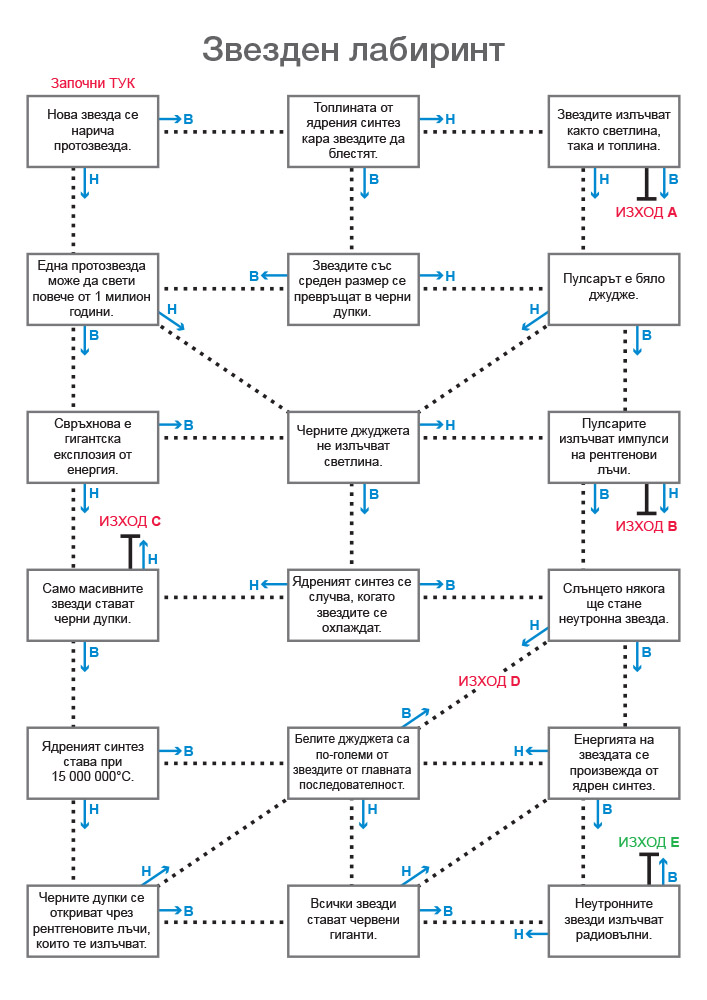 Звезден лабиринт
Започни ТУК
Нова звезда се
нарича
протозвезда.
В
Н
Топлината от
ядрения синтез
кара звездите да
блестят.
Н
В
Звездите излъчват
както светлина,
така и топлина.
Н
В
ИЗХОД A
Една протозвезда
може да свети
повече от 1 милион
години.
Н
В
Звездите със
среден размер се
превръщат в черни
дупки.
В
Н
Пулсарът е бяло
джудже.
Н
В
Свръхнова е
гигантска
експлозия от
енергия.
В
Н
Черните джуджета
не излъчват
светлина.
Н
В
Пулсарите
излъчват импулси
на рентгенови
лъчи.
В
Н
ИЗХОД B
ИЗХОД C
Н
Само масивните
звезди стават
черни дупки.
В
Ядреният синтез се
случва, когато
звездите се
охлаждат.
Н
В
Слънцето някога
ще стане
неутронна звезда.
Н
В
ИЗХОД D
Ядреният синтез
става при
15 000 000°C.
В
Н
Белите джуджета са
по-големи от
звездите от главната
последователност.
В
Н
Енергията на
звездата се
произвежда от
ядрен синтез.
Н
В
ИЗХОД E
Черните дупки се
откриват чрез
рентгеновите лъчи,
които те излъчват.
Н
В
Всички звезди
стават червени
гиганти.
Н
В
Неутронните
звезди излъчват
радиовълни.
В
Н